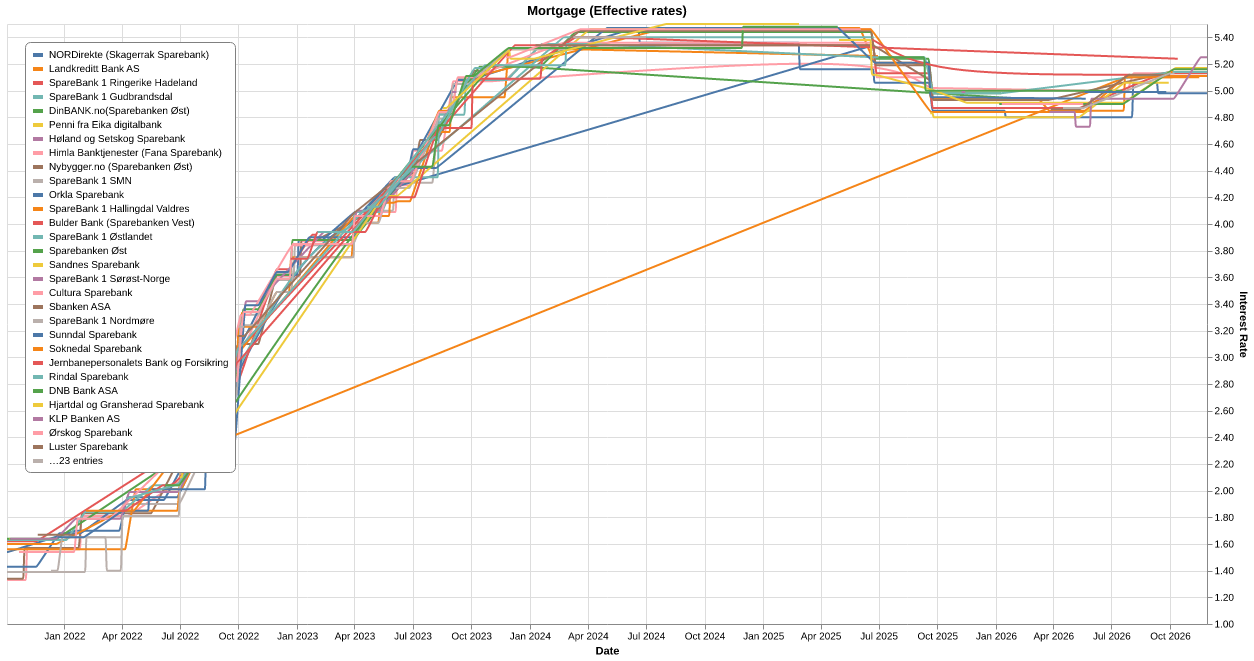 Mortgage (Effective rates)
NORDirekte (Skagerrak Sparebank)
Landkreditt Bank AS
SpareBank 1 Ringerike Hadeland
SpareBank 1 Gudbrandsdal
DinBANK.no(Sparebanken Øst)
Penni fra Eika digitalbank
Høland og Setskog Sparebank
Himla Banktjenester (Fana Sparebank)
Nybygger.no (Sparebanken Øst)
SpareBank 1 SMN
Orkla Sparebank
SpareBank 1 Hallingdal Valdres
Bulder Bank (Sparebanken Vest)
SpareBank 1 Østlandet
Sparebanken Øst
Sandnes Sparebank
SpareBank 1 Sørøst-Norge
Cultura Sparebank
Sbanken ASA
SpareBank 1 Nordmøre
Sunndal Sparebank
Soknedal Sparebank
Jernbanepersonalets Bank og Forsikring
Rindal Sparebank
DNB Bank ASA
Hjartdal og Gransherad Sparebank
KLP Banken AS
Ørskog Sparebank
Luster Sparebank
…23 entries
5.40
5.20
5.00
4.80
4.60
4.40
4.20
4.00
3.80
3.60
3.40
3.20
3.00
2.80
2.60
2.40
2.20
2.00
1.80
1.60
1.40
1.20
1.00
Interest Rate
Jan 2022 Apr 2022 Jul 2022 Oct 2022 Jan 2023 Apr 2023 Jul 2023 Oct 2023 Jan 2024 Apr 2024 Jul 2024 Oct 2024 Jan 2025 Apr 2025 Jul 2025 Oct 2025 Jan 2026 Apr 2026 Jul 2026 Oct 2026
Date